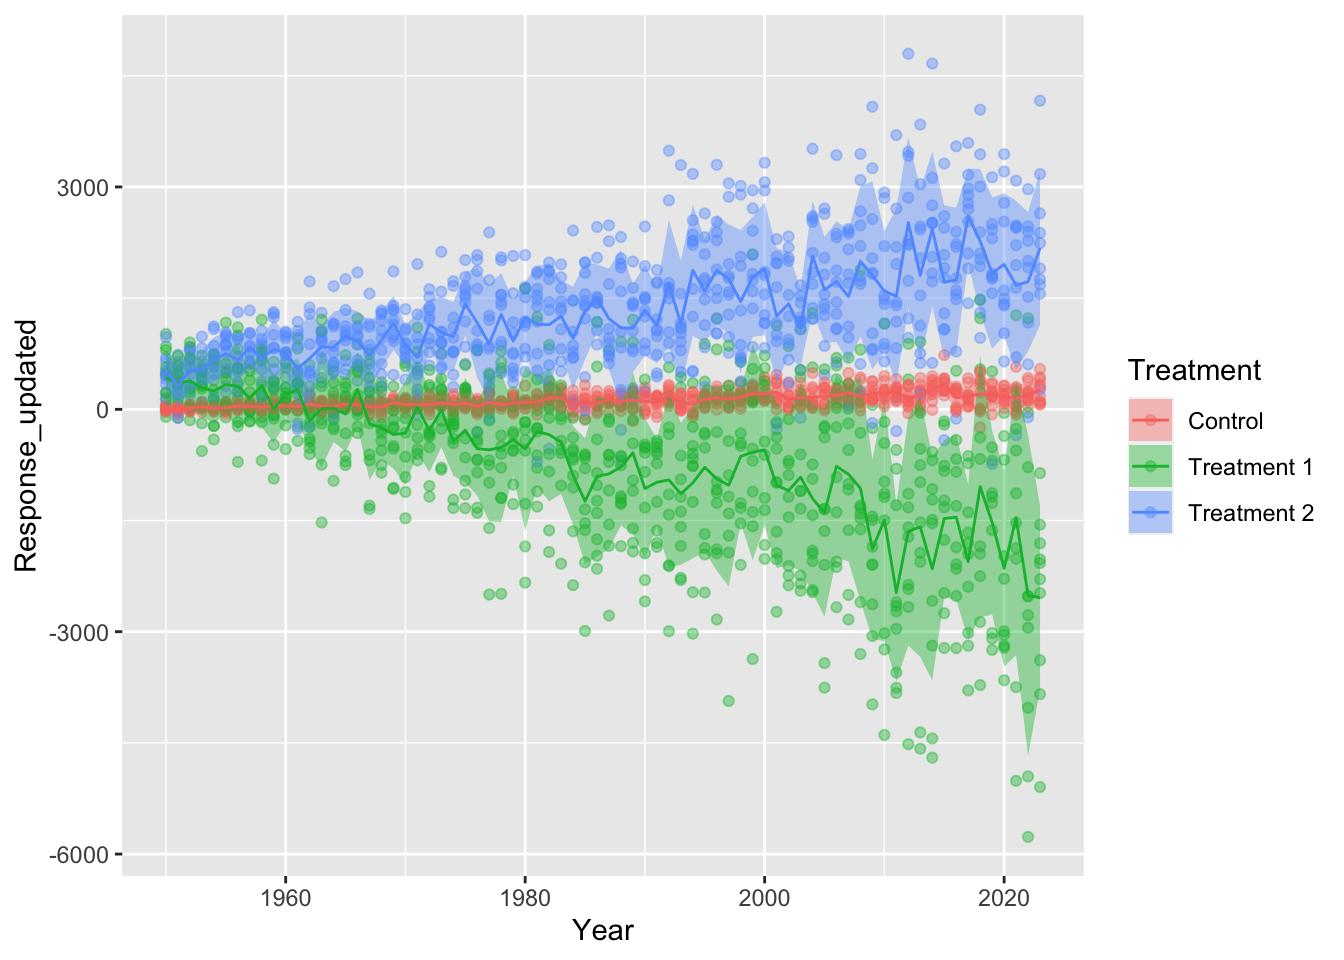 Response_updated
3000
0
-3000
-6000
1960
1980
2000
2020
Year
Treatment
Control
Treatment 1
Treatment 2